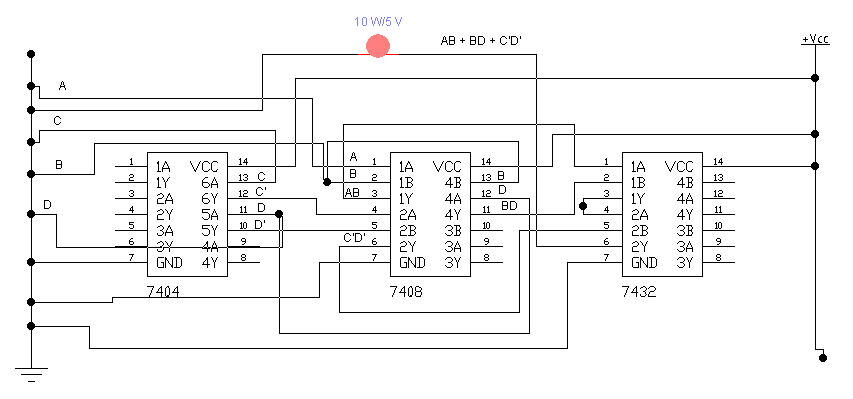 10 W/5 V
AB + BD + C'D'
+Vcc
A
C
B
D
1 1A VCC 14
2 1Y 6A 13 C
3 2A 6Y 12 C'
4 2Y 5A 11 D
5 3A 5Y 10 D'
6 3Y 4A 9
7 GND 4Y 8
7404
A 1 1A VCC 14
B 2 1B 4B 13 B
AB 3 1Y 4A 12 D
4 2A 4Y 11 BD
5 2B 3B 10
C'D' 6 2Y 3A 9
7 GND 3Y 8
7408
1 1A VCC 14
2 1B 4B 13
3 1Y 4A 12
4 2A 4Y 11
5 2B 3B 10
6 2Y 3A 9
7 GND 3Y 8
7432